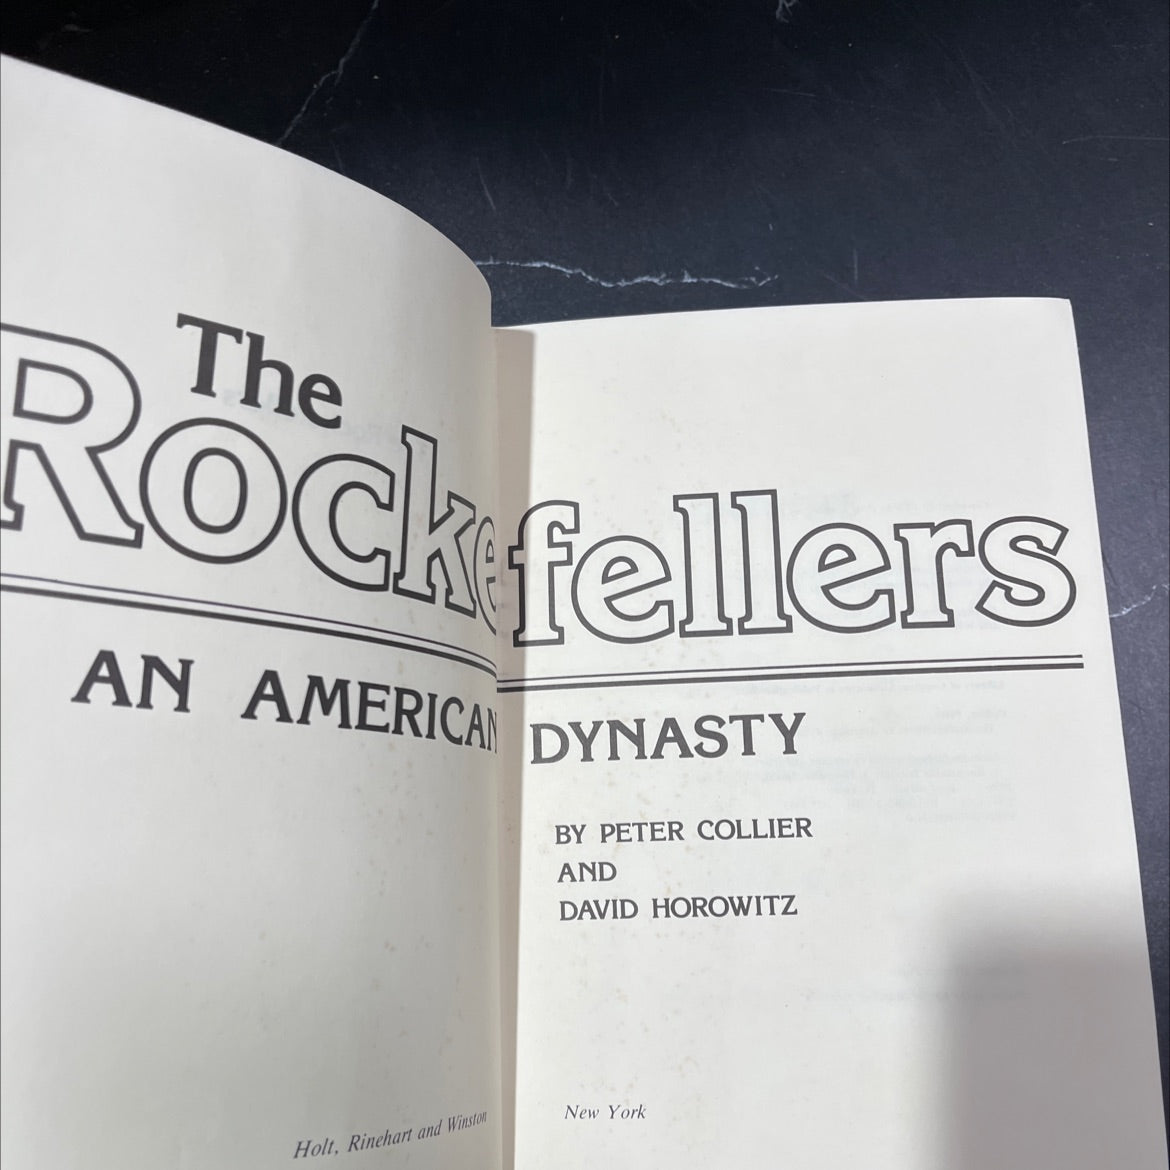 The
Rockefellers
AN AMERICAN DYNASTY
BY PETER COLLIER
AND
DAVID HOROWITZ
Holt, Rinehart and Winston New York